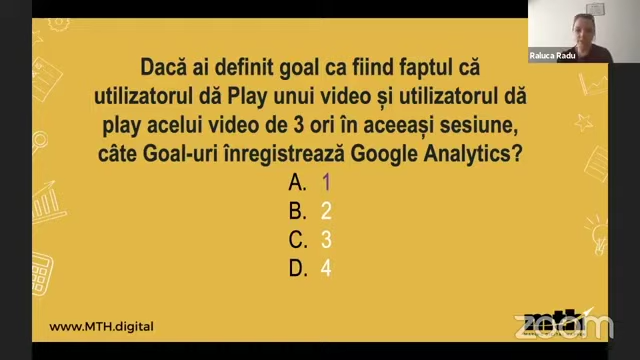 Raluca Radu
Dacă ai definit goal ca fiind faptul că
utilizatorul dă Play unui video și utilizatorul dă
play acelui video de 3 ori în aceeași sesiune,
câte Goal-uri înregistrează Google Analytics?
A. 1
B. 2
C. 3
D. 4
www.MTH.digital
mth
zoom